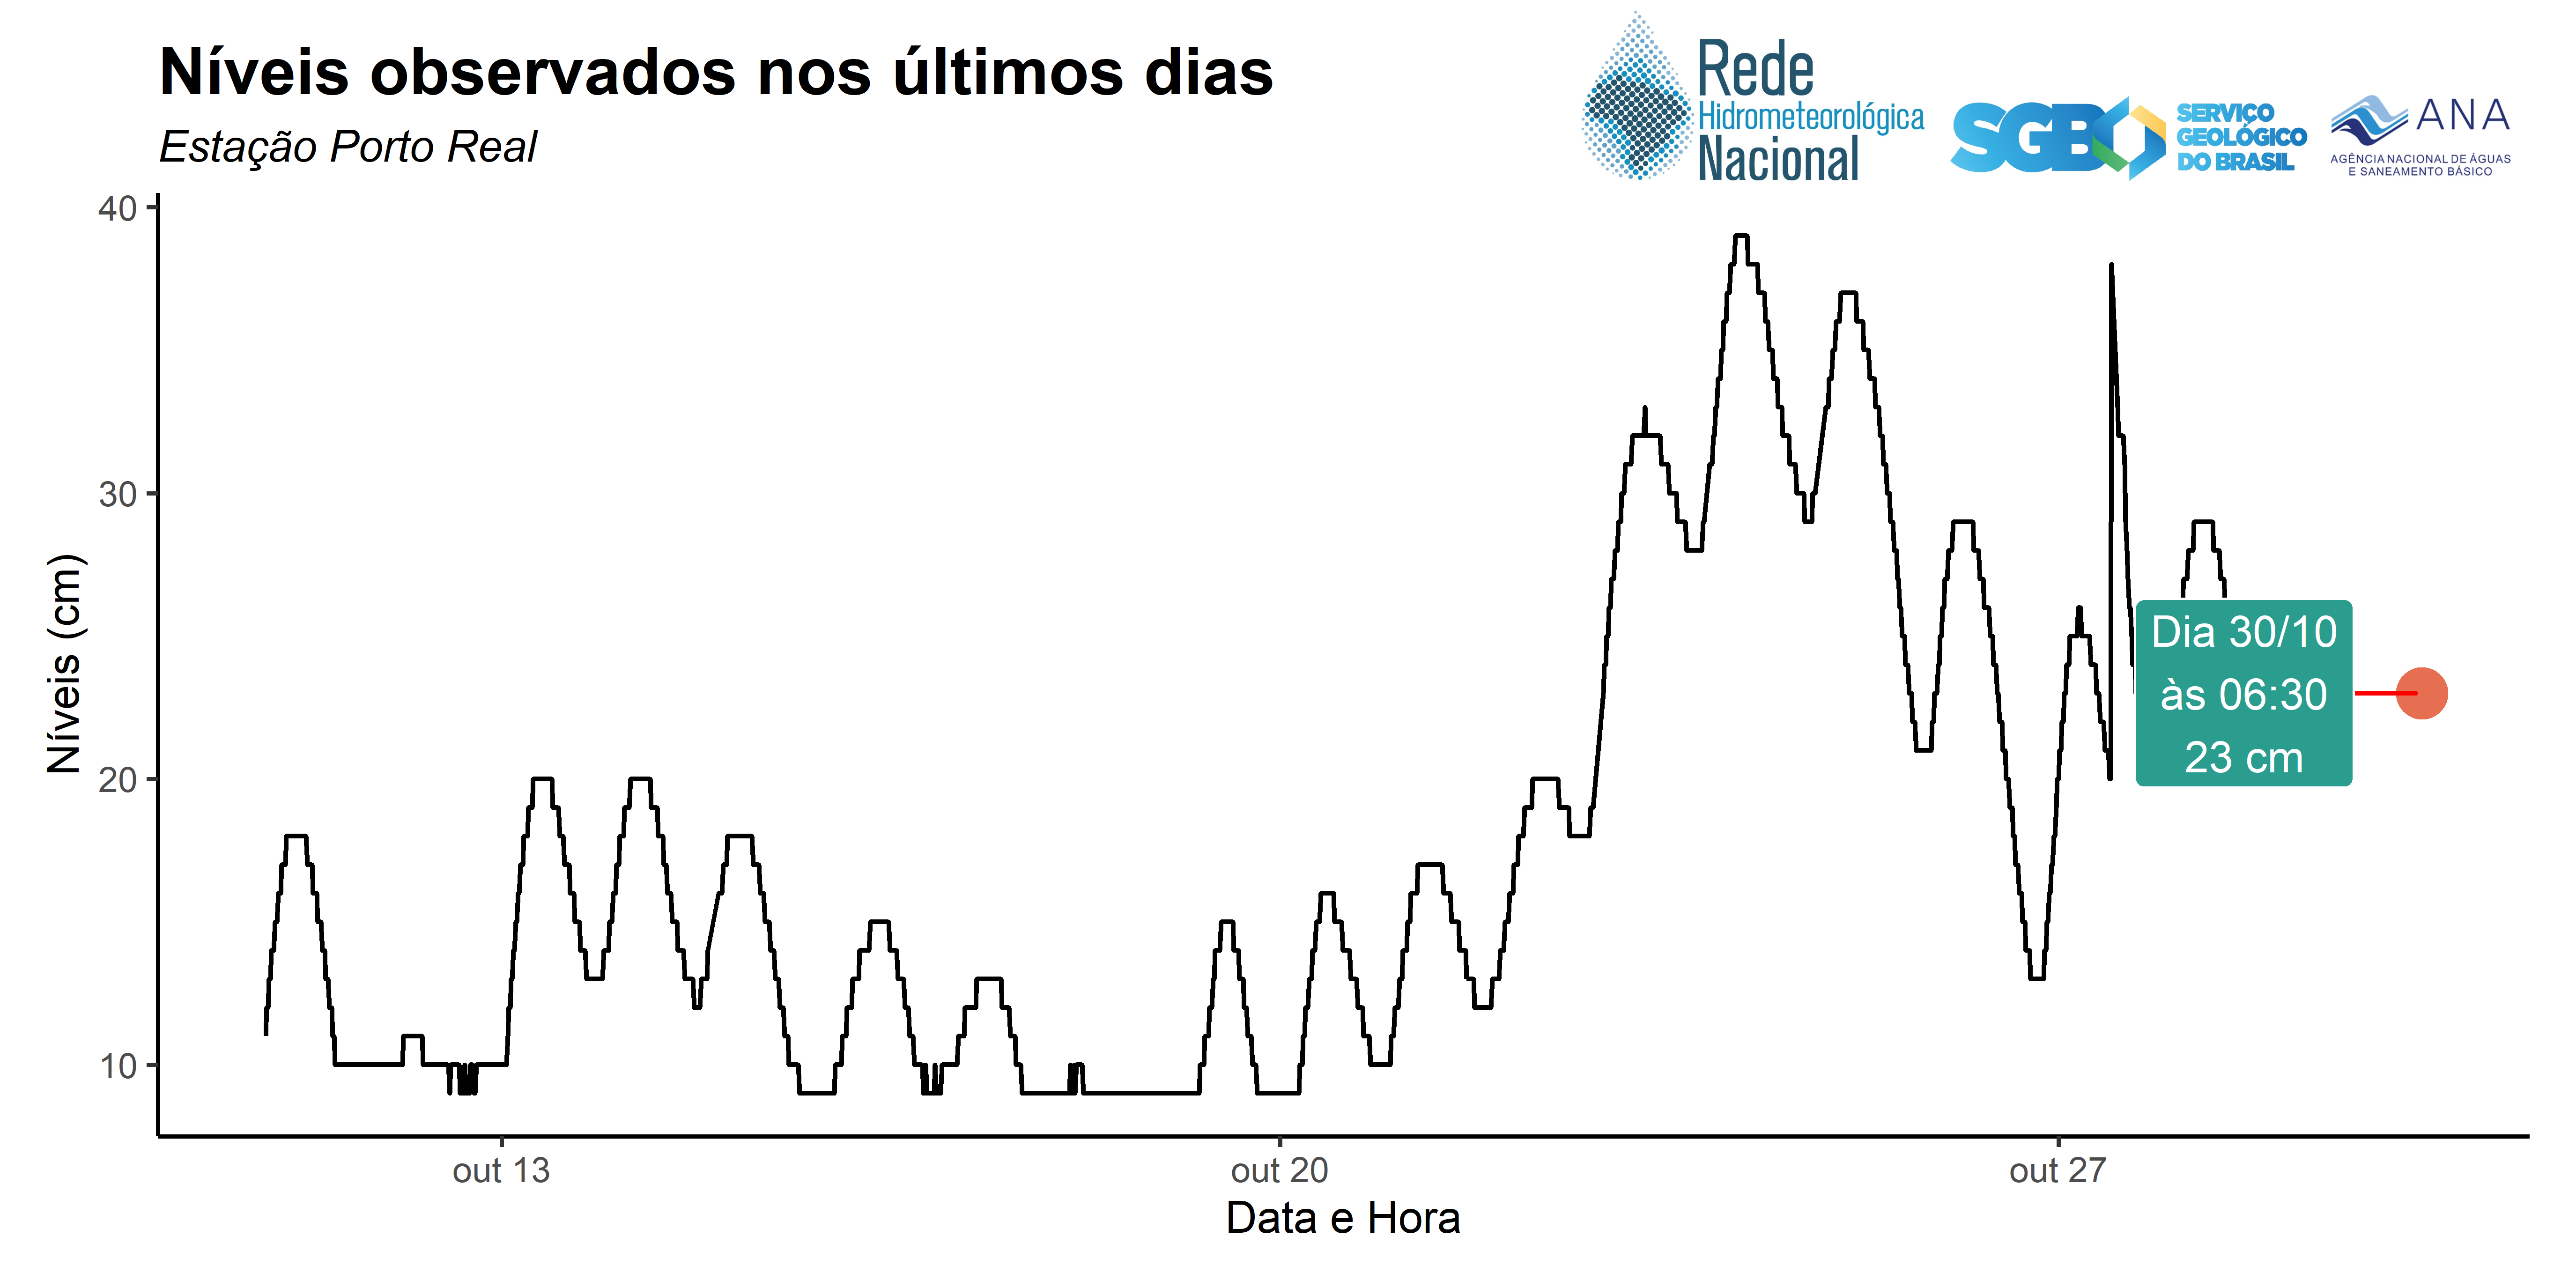 Níveis observados nos últimos dias
Estação Porto Real
Rede
Hidrometeorológica
Nacional
SGB
SERVIÇO
GEOLÓGICO
DO BRASIL
ANA
AGÊNCIA NACIONAL DE ÁGUAS
E SANEAMENTO BÁSICO
40
30
20
10
Níveis (cm)
Dia 30/10
às 06:30
23 cm
out 13
out 20
out 27
Data e Hora